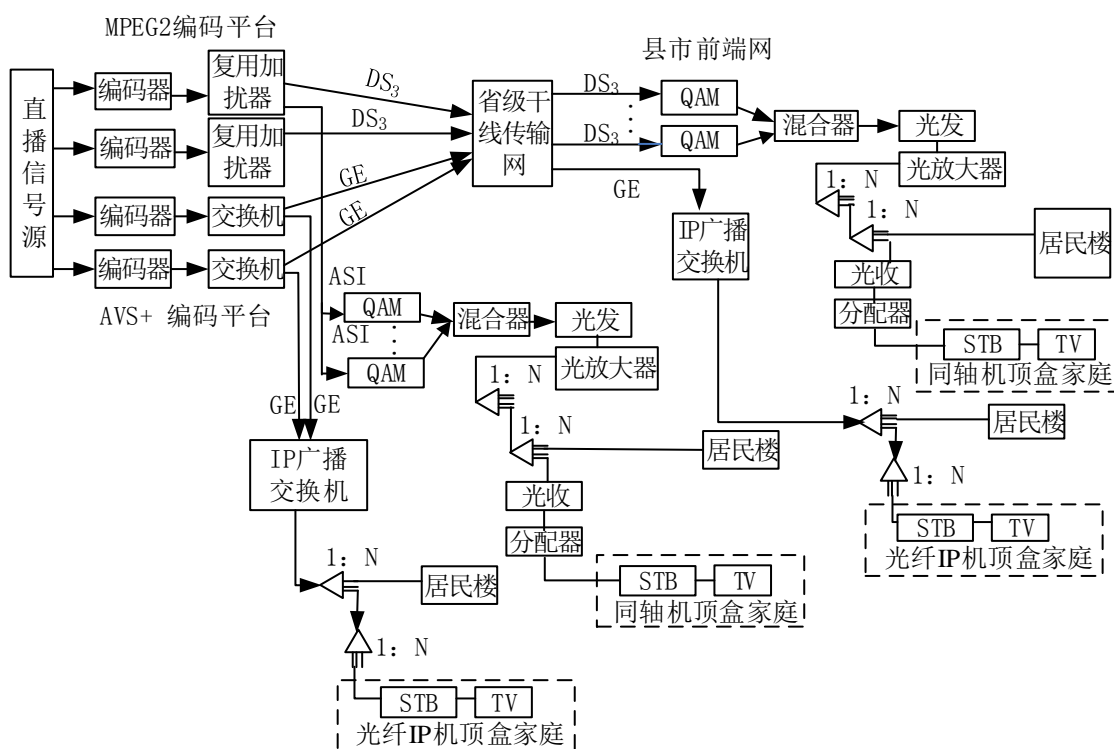 MPEG2编码平台
县市前端网
直播信号源
编码器
复用加
扰器
DS3
编码器
复用加
扰器
DS3
编码器
交换机
GE
编码器
交换机
GE
AVS+ 编码平台
省级干
线传输
网
DS3
QAM
DS3
QAM
混合器
光发
光放大器
GE
IP广播
交换机
1: N
1: N
居民楼
光收
分配器
STB
TV
同轴机顶盒家庭
ASI
QAM
ASI
QAM
混合器
光发
光放大器
1: N
1: N
居民楼
光收
分配器
STB
TV
同轴机顶盒家庭
1: N
居民楼
1: N
STB
TV
光纤IP机顶盒家庭
GE
GE
IP广播
交换机
1: N
居民楼
1: N
STB
TV
光纤IP机顶盒家庭